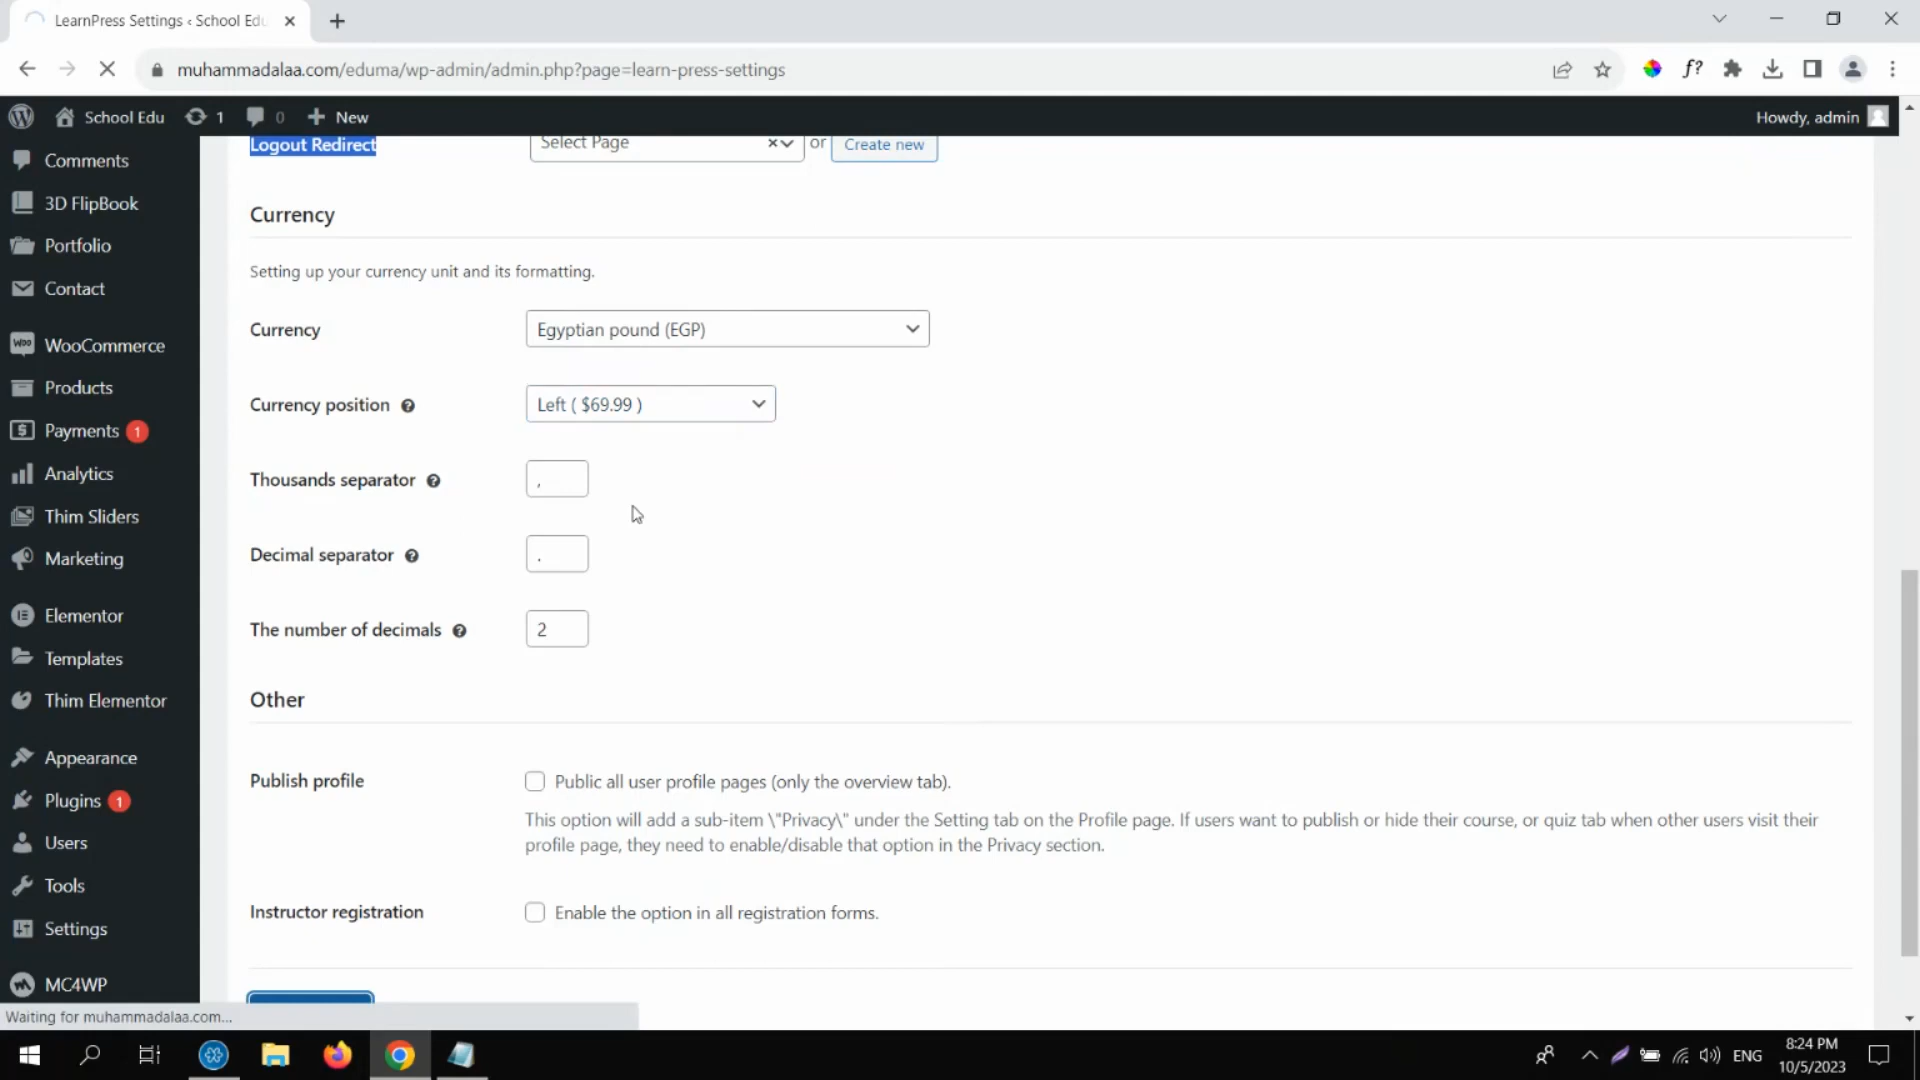 LearnPress Settings ‹ School Edu
muhammadalaa.com/eduma/wp-admin/admin.php?page=learn-press-settings
f?
School Edu
1
0
New
Howdy, admin
Comments
3D FlipBook
Portfolio
Contact
WooCommerce
Products
Payments 1
Analytics
Thim Sliders
Marketing
Elementor
Templates
Thim Elementor
Appearance
Plugins 1
Users
Tools
Settings
MC4WP
Logout Redirect
Select Page
or
Create new
Currency
Setting up your currency unit and its formatting.
Currency
Egyptian pound (EGP)
Currency position
Left ( $69.99 )
Thousands separator
,
Decimal separator
.
The number of decimals
2
Other
Publish profile
Public all user profile pages (only the overview tab).
This option will add a sub-item \"Privacy\" under the Setting tab on the Profile page. If users want to publish or hide their course, or quiz tab when other users visit their
profile page, they need to enable/disable that option in the Privacy section.
Instructor registration
Enable the option in all registration forms.
Waiting for muhammadalaa.com...
ENG
8:24 PM
10/5/2023